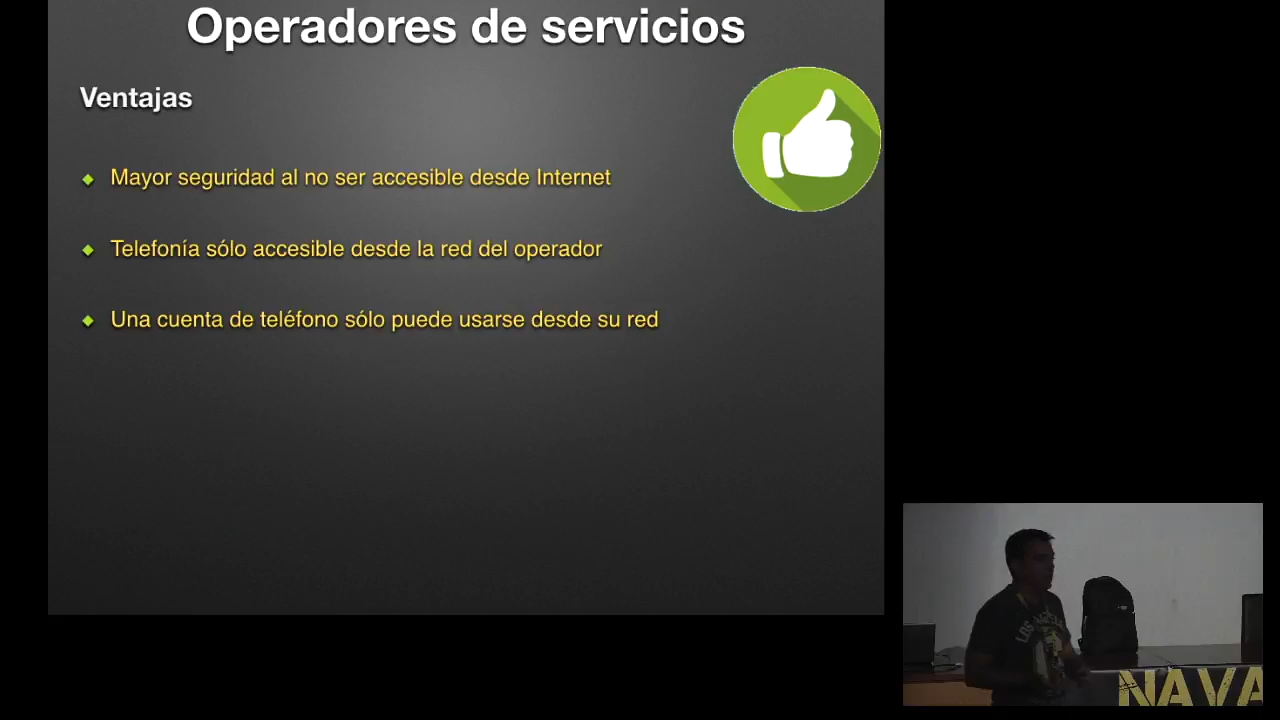 Operadores de servicios
Ventajas
Mayor seguridad al no ser accesible desde Internet
Telefonía sólo accesible desde la red del operador
Una cuenta de teléfono sólo puede usarse desde su red
LOS
NAVA